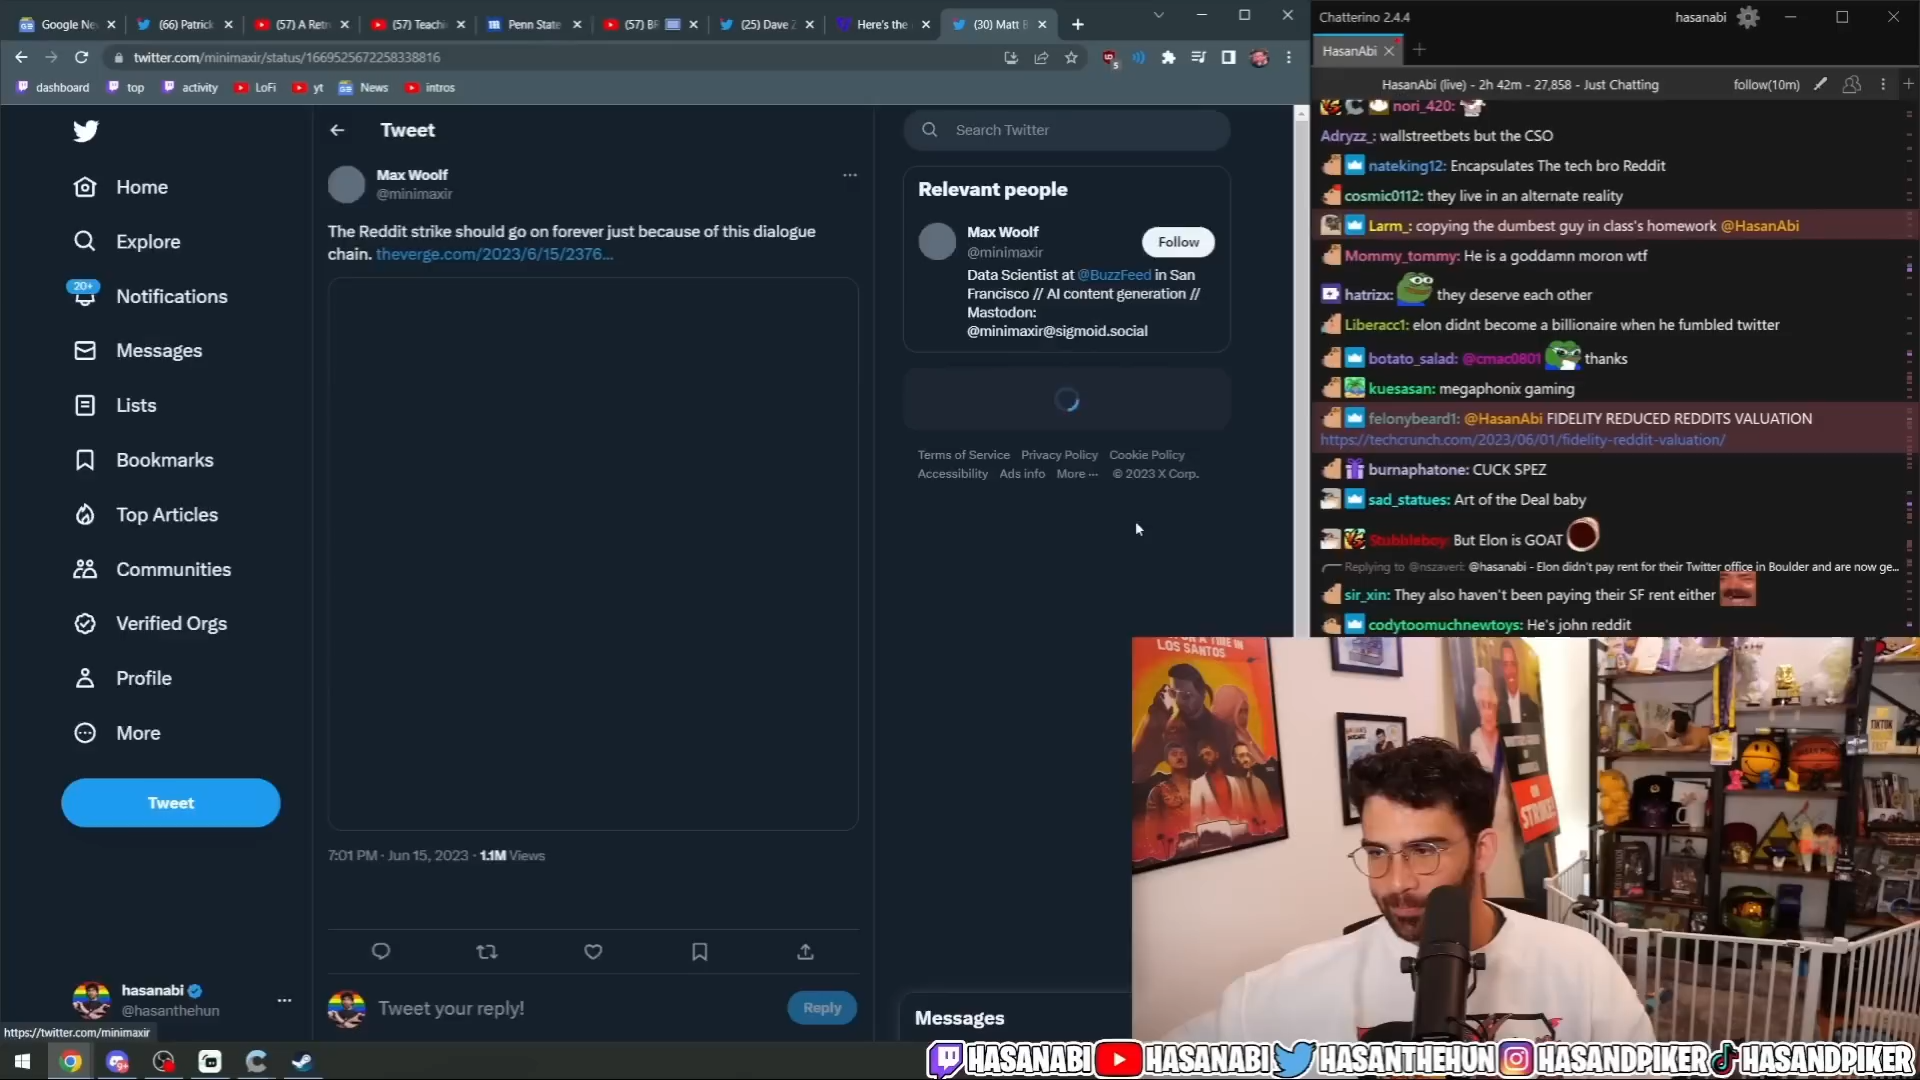 Google Ne
(66) Patrick
(57) A Retr
(57) Teachi
Penn State
(57) BR
(25) Dave Z
Here's the
(30) Matt B
twitter.com/minimaxir/status/1669525672258338816
dashboard
top
activity
LoFi
yt
News
intros
Home
Explore
20+
Notifications
Messages
Lists
Bookmarks
Top Articles
Communities
Verified Orgs
Profile
More
Tweet
hasanabi
@hasanthehun
https://twitter.com/minimaxir
Tweet
Max Woolf
@minimaxir
The Reddit strike should go on forever just because of this dialogue
chain. theverge.com/2023/6/15/2376...
7:01 PM · Jun 15, 2023 · 1.1M Views
Tweet your reply!
Reply
Search Twitter
Relevant people
Max Woolf
@minimaxir
Follow
Data Scientist at @BuzzFeed in San
Francisco // AI content generation //
Mastodon:
@minimaxir@sigmoid.social
Terms of Service Privacy Policy Cookie Policy
Accessibility Ads info More ··· © 2023 X Corp.
Messages
Chatterino 2.4.4
hasanabi
HasanAbi
HasanAbi (live) - 2h 42m - 27,858 - Just Chatting
follow(10m)
nori_420:
Adryzz_: wallstreetbets but the CSO
nateking12: Encapsulates The tech bro Reddit
cosmic0112: they live in an alternate reality
Larm_: copying the dumbest guy in class's homework @HasanAbi
Mommy_tommy: He is a goddamn moron wtf
hatrizx: they deserve each other
Liberacc1: elon didnt become a billionaire when he fumbled twitter
botato_salad: @cmac0801 thanks
kuesasan: megaphonix gaming
felonybeard1: @HasanAbi FIDELITY REDUCED REDDITS VALUATION
https://techcrunch.com/2023/06/01/fidelity-reddit-valuation/
burnaphatone: CUCK SPEZ
sad_statues: Art of the Deal baby
Stubbleboy: But Elon is GOAT
Replying to @nszaveri: @hasanabi - Elon didn't pay rent for their Twitter office in Boulder and are now ge...
sir_xin: They also haven't been paying their SF rent either
codytoomuchnewtoys: He's john reddit
LOS SANTOS
ON
STRIKE!
TIKTOK
HASANABI
HASANABI
HASANTHEHUN
HASANDPIKER
HASANDPIKER